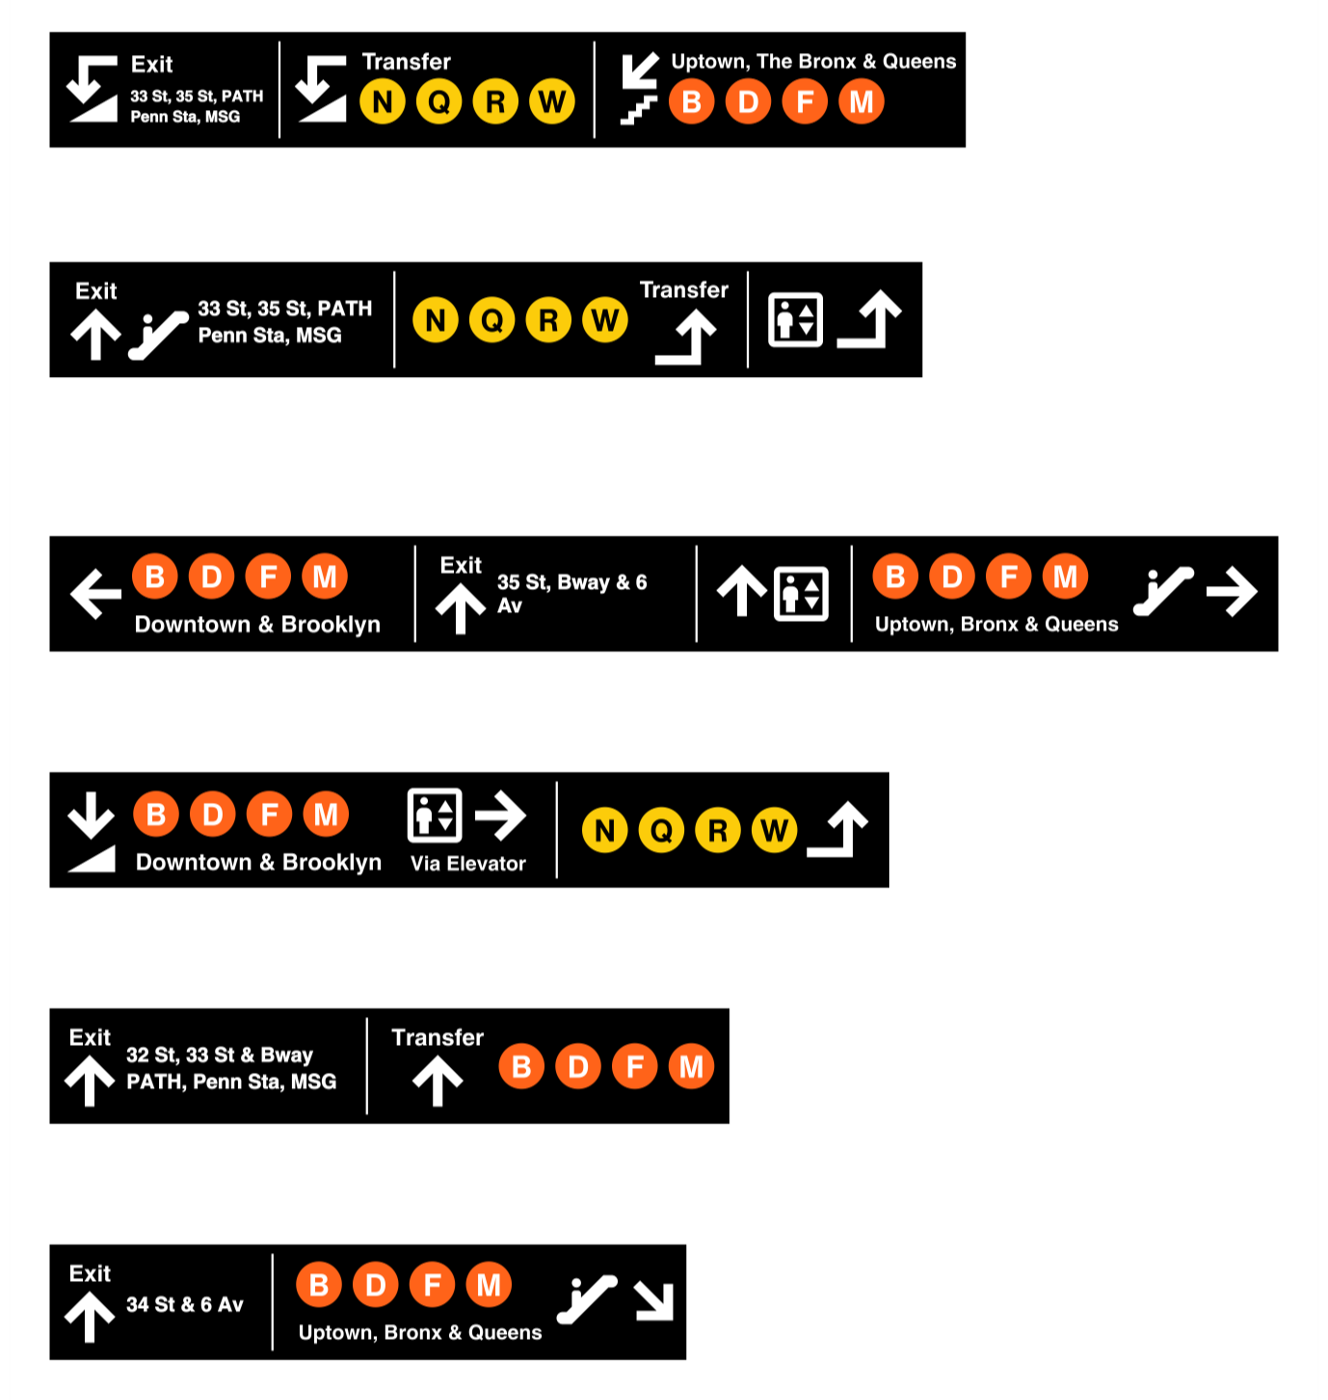 Exit
33 St, 35 St, PATH
Penn Sta, MSG
Transfer
N Q R W
Uptown, The Bronx & Queens
B D F M
Exit
33 St, 35 St, PATH
Penn Sta, MSG
N Q R W
Transfer
B D F M
Downtown & Brooklyn
Exit
35 St, Bway & 6
Av
B D F M
Uptown, Bronx & Queens
B D F M
Downtown & Brooklyn
Via Elevator
N Q R W
Exit
32 St, 33 St & Bway
PATH, Penn Sta, MSG
Transfer
B D F M
Exit
34 St & 6 Av
B D F M
Uptown, Bronx & Queens